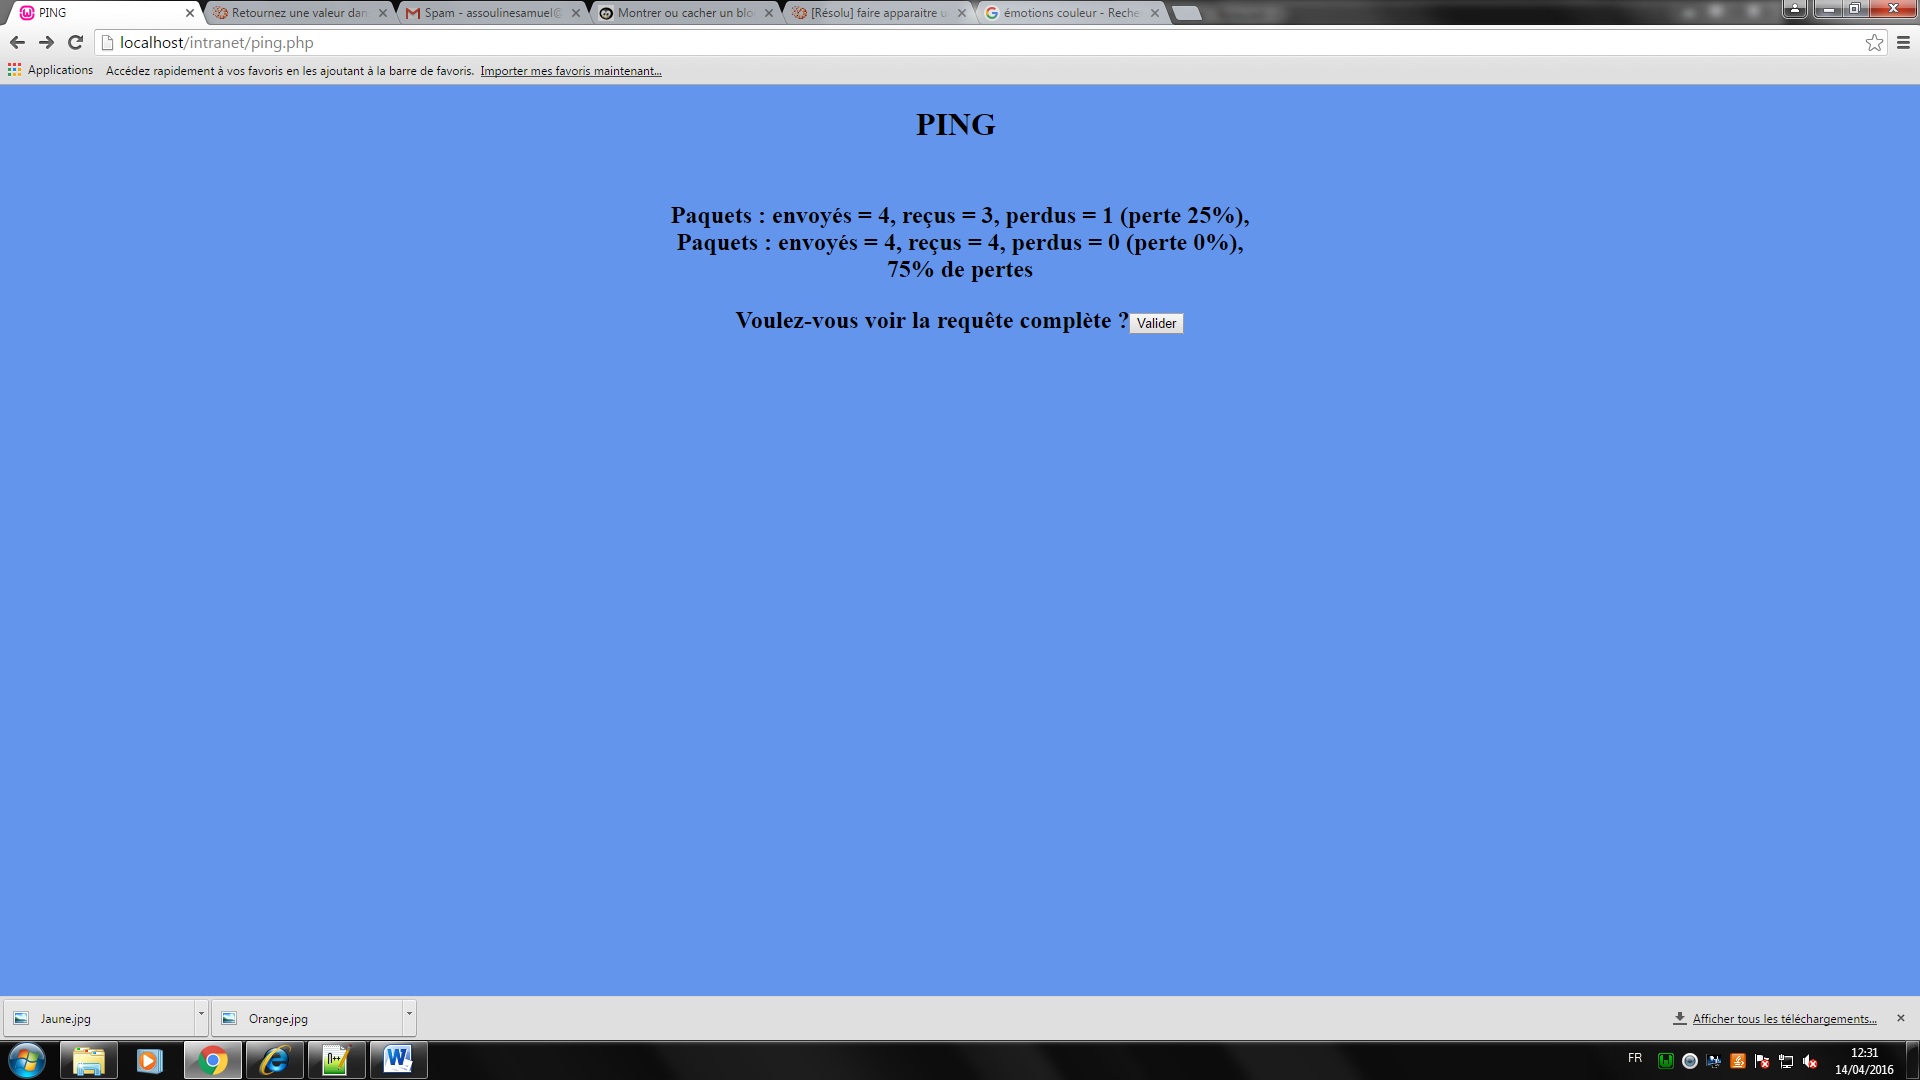 PING
Retournez une valeur dan
Spam - assoulinesamuel@
Montrer ou cacher un blo
[Résolu] faire apparaitre u
émotions couleur - Reche
localhost/intranet/ping.php
Applications
Accédez rapidement à vos favoris en les ajoutant à la barre de favoris. Importer mes favoris maintenant...
PING
Paquets : envoyés = 4, reçus = 3, perdus = 1 (perte 25%),
Paquets : envoyés = 4, reçus = 4, perdus = 0 (perte 0%),
75% de pertes
Voulez-vous voir la requête complète ? Valider
Jaune.jpg
Orange.jpg
Afficher tous les téléchargements...
FR
12:31
14/04/2016